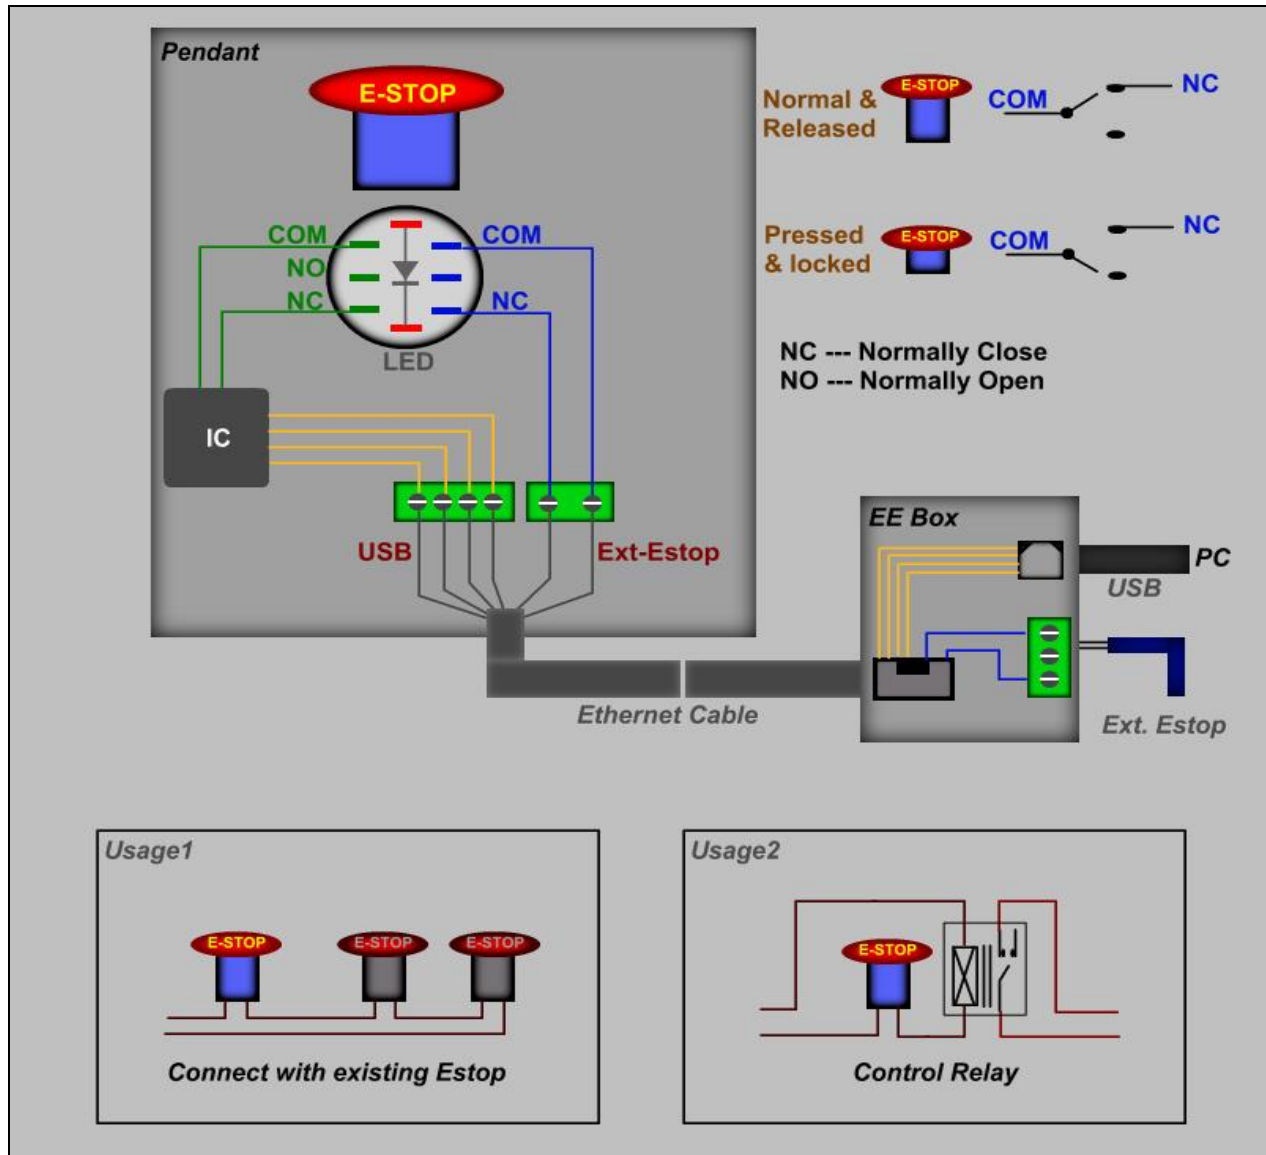 Pendant
E-STOP
COM
NO
NC
COM
NC
LED
IC
USB
Ext-Estop
Normal &
Released
E-STOP
COM
NC
Pressed
& locked
E-STOP
COM
NC
NC --- Normally Close
NO --- Normally Open
EE Box
PC
USB
Ext. Estop
Ethernet Cable
Usage1
E-STOP
E-STOP
E-STOP
Connect with existing Estop
Usage2
E-STOP
Control Relay